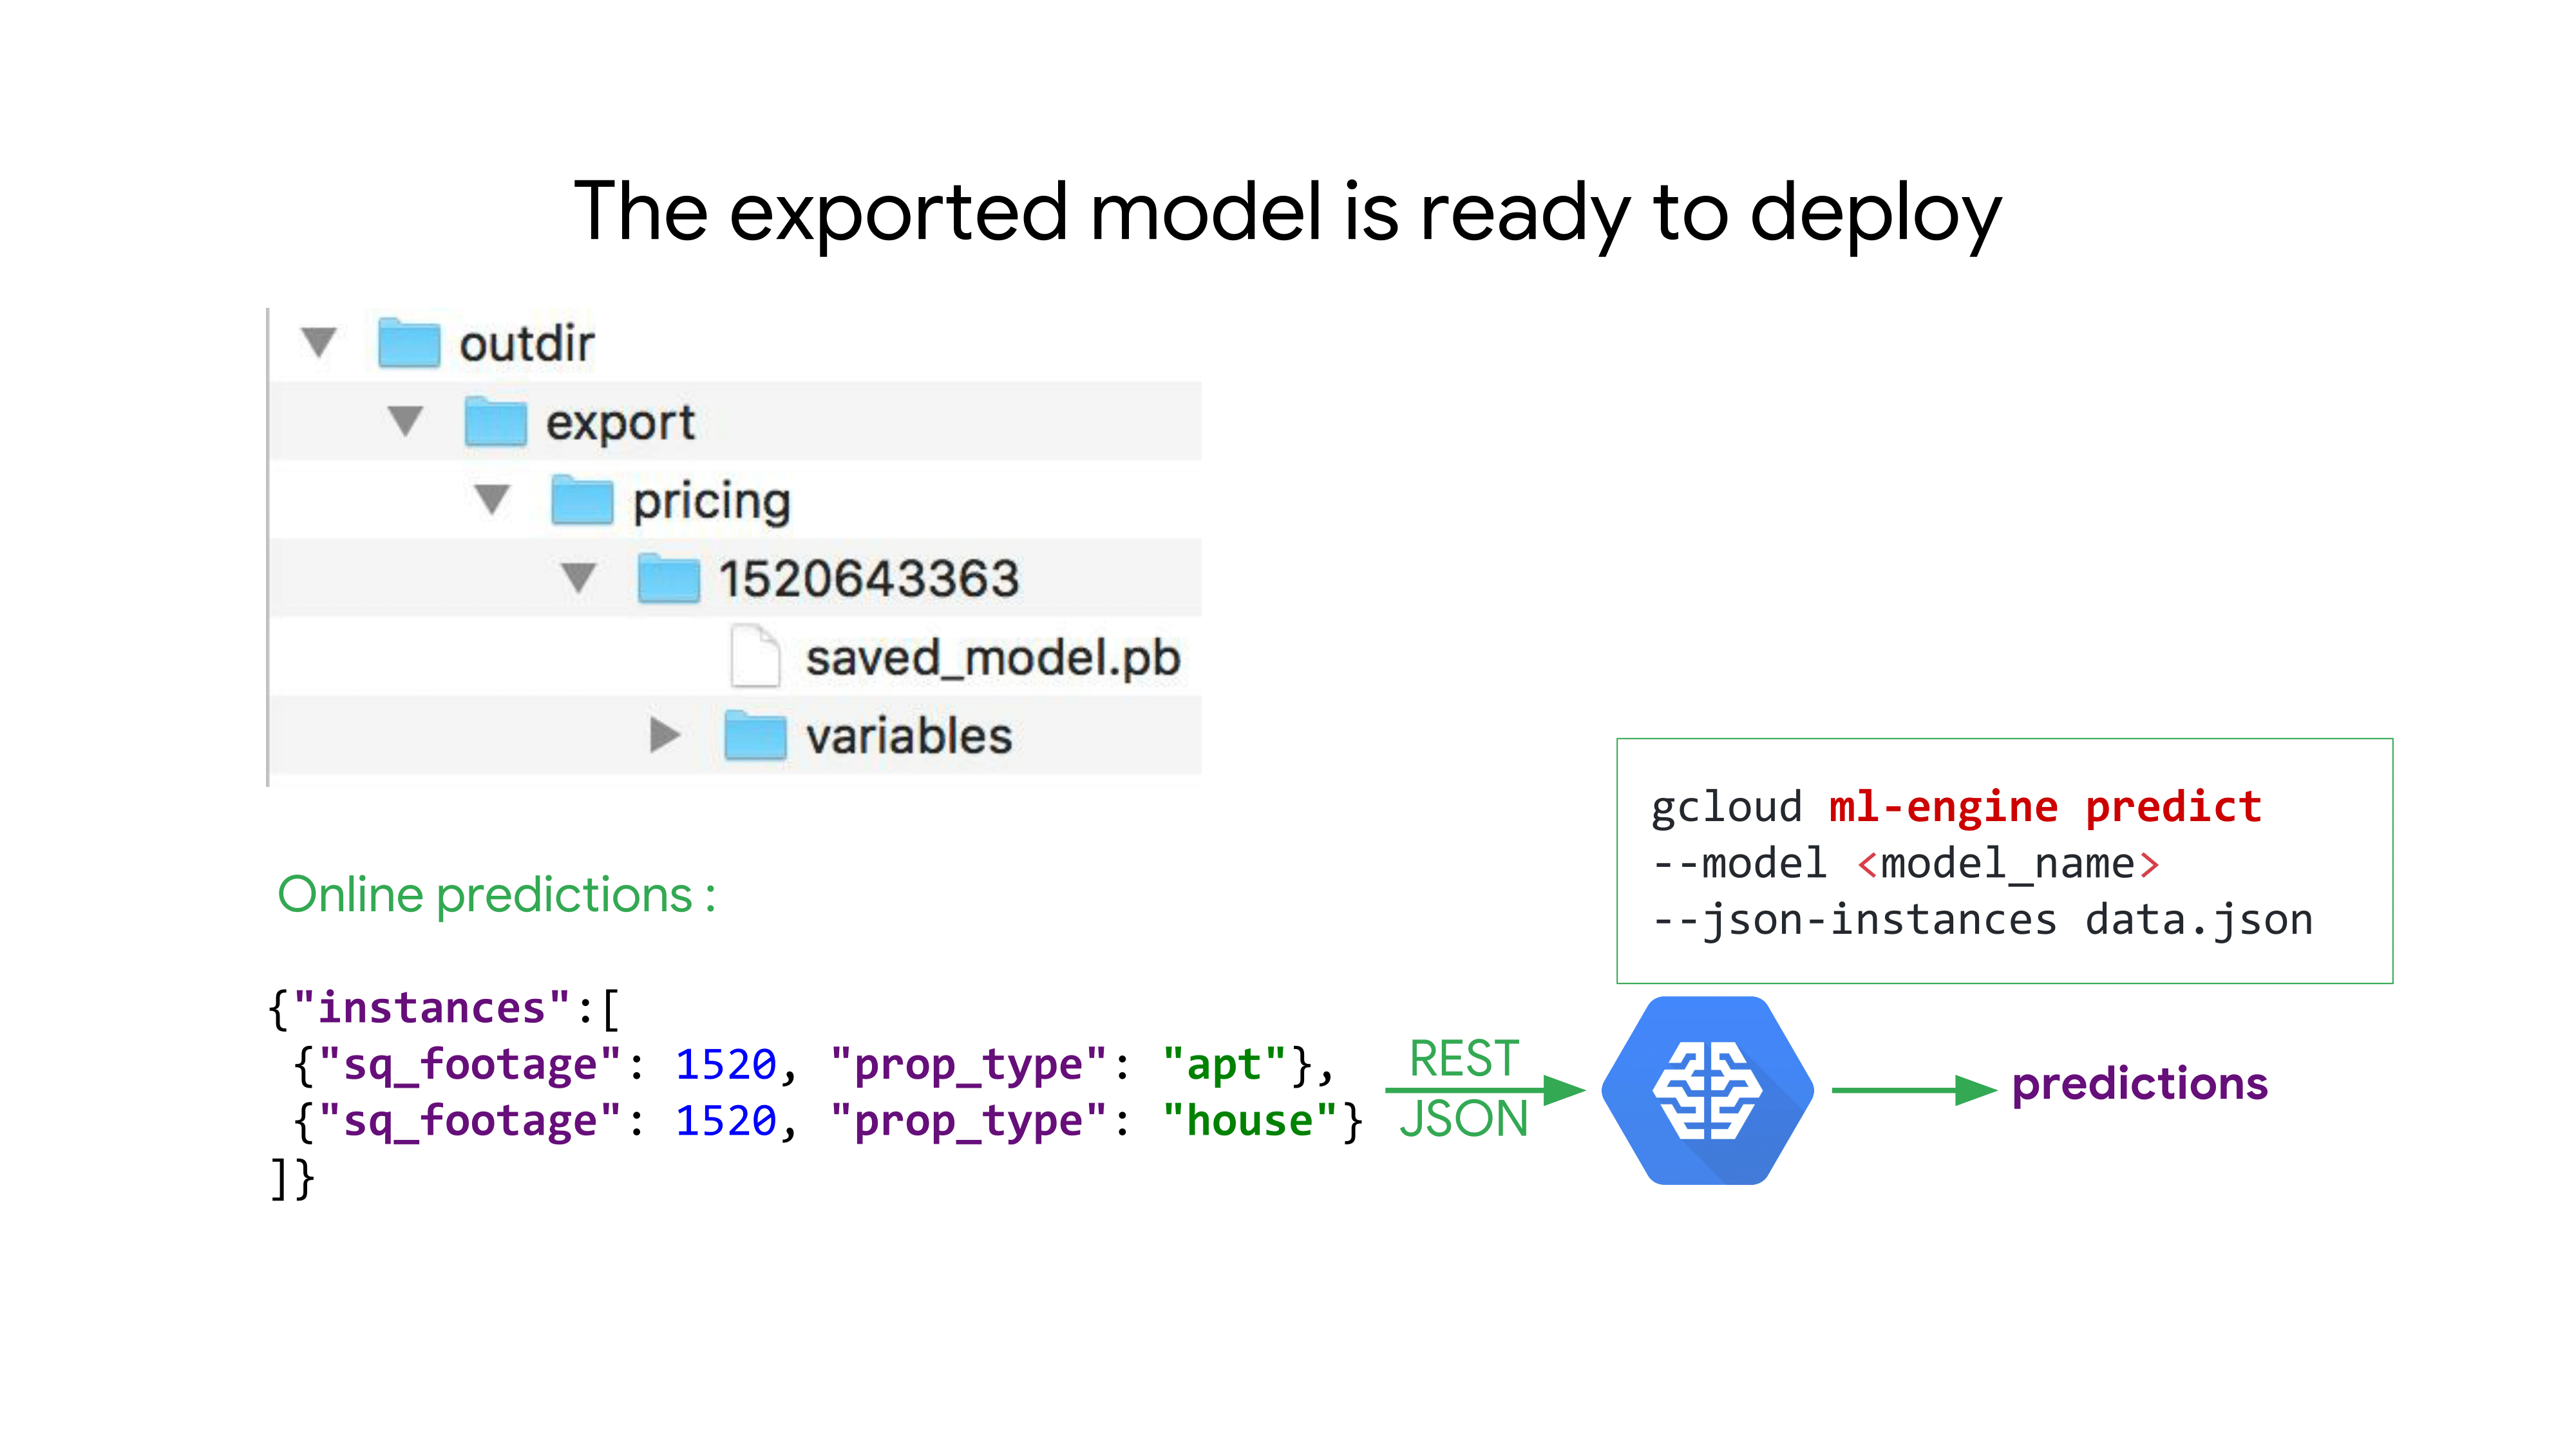 The exported model is ready to deploy
outdir
export
pricing
1520643363
saved_model.pb
variables
gcloud ml-engine predict
--model <model_name>
--json-instances data.json
Online predictions :
{"instances":[
{"sq_footage": 1520, "prop_type": "apt"},
{"sq_footage": 1520, "prop_type": "house"}
]}
REST
JSON
predictions